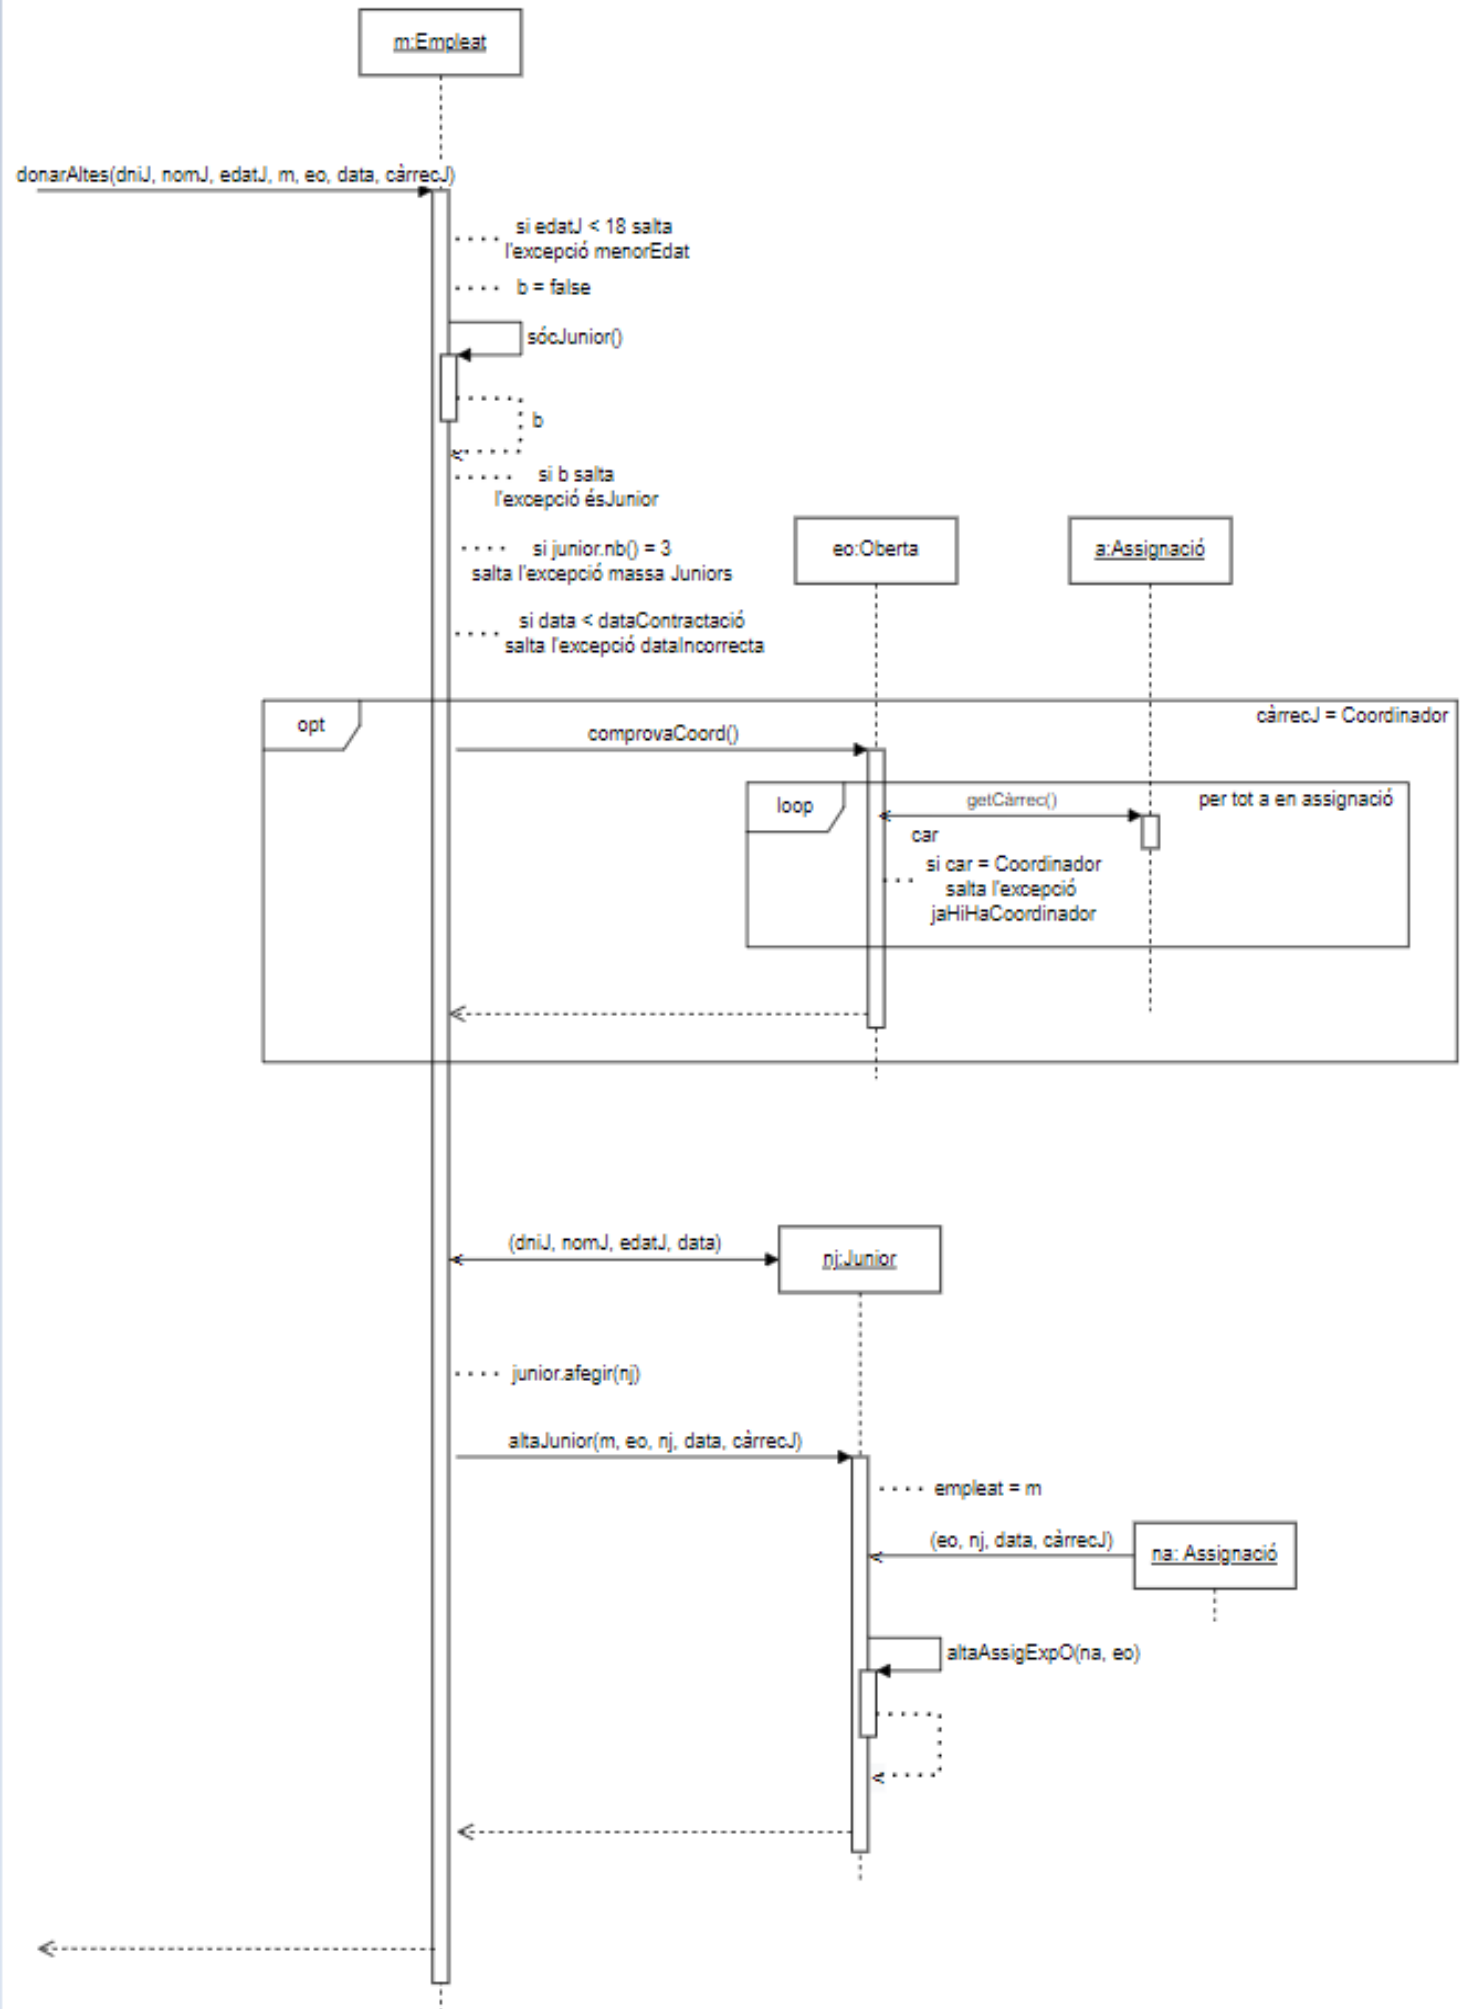 m:Empleat
donarAltes(dniJ, nomJ, edatJ, m, eo, data, càrrecJ)
si edatJ < 18 salta
l'excepció menorEdat
b = false
sócJunior()
b
si b salta
l'excepció ésJunior
si junior.nb() = 3
salta l'excepció massa Juniors
eo:Oberta
a:Assignació
si data < dataContractació
salta l'excepció dataIncorrecta
opt
càrrecJ = Coordinador
comprovaCoord()
loop
getCàrrec()
per tot a en assignació
car
si car = Coordinador
salta l'excepció
jaHiHaCoordinador
(dniJ, nomJ, edatJ, data)
nj:Junior
junior.afegir(nj)
altaJunior(m, eo, nj, data, càrrecJ)
empleat = m
(eo, nj, data, càrrecJ)
na: Assignació
altaAssigExpO(na, eo)